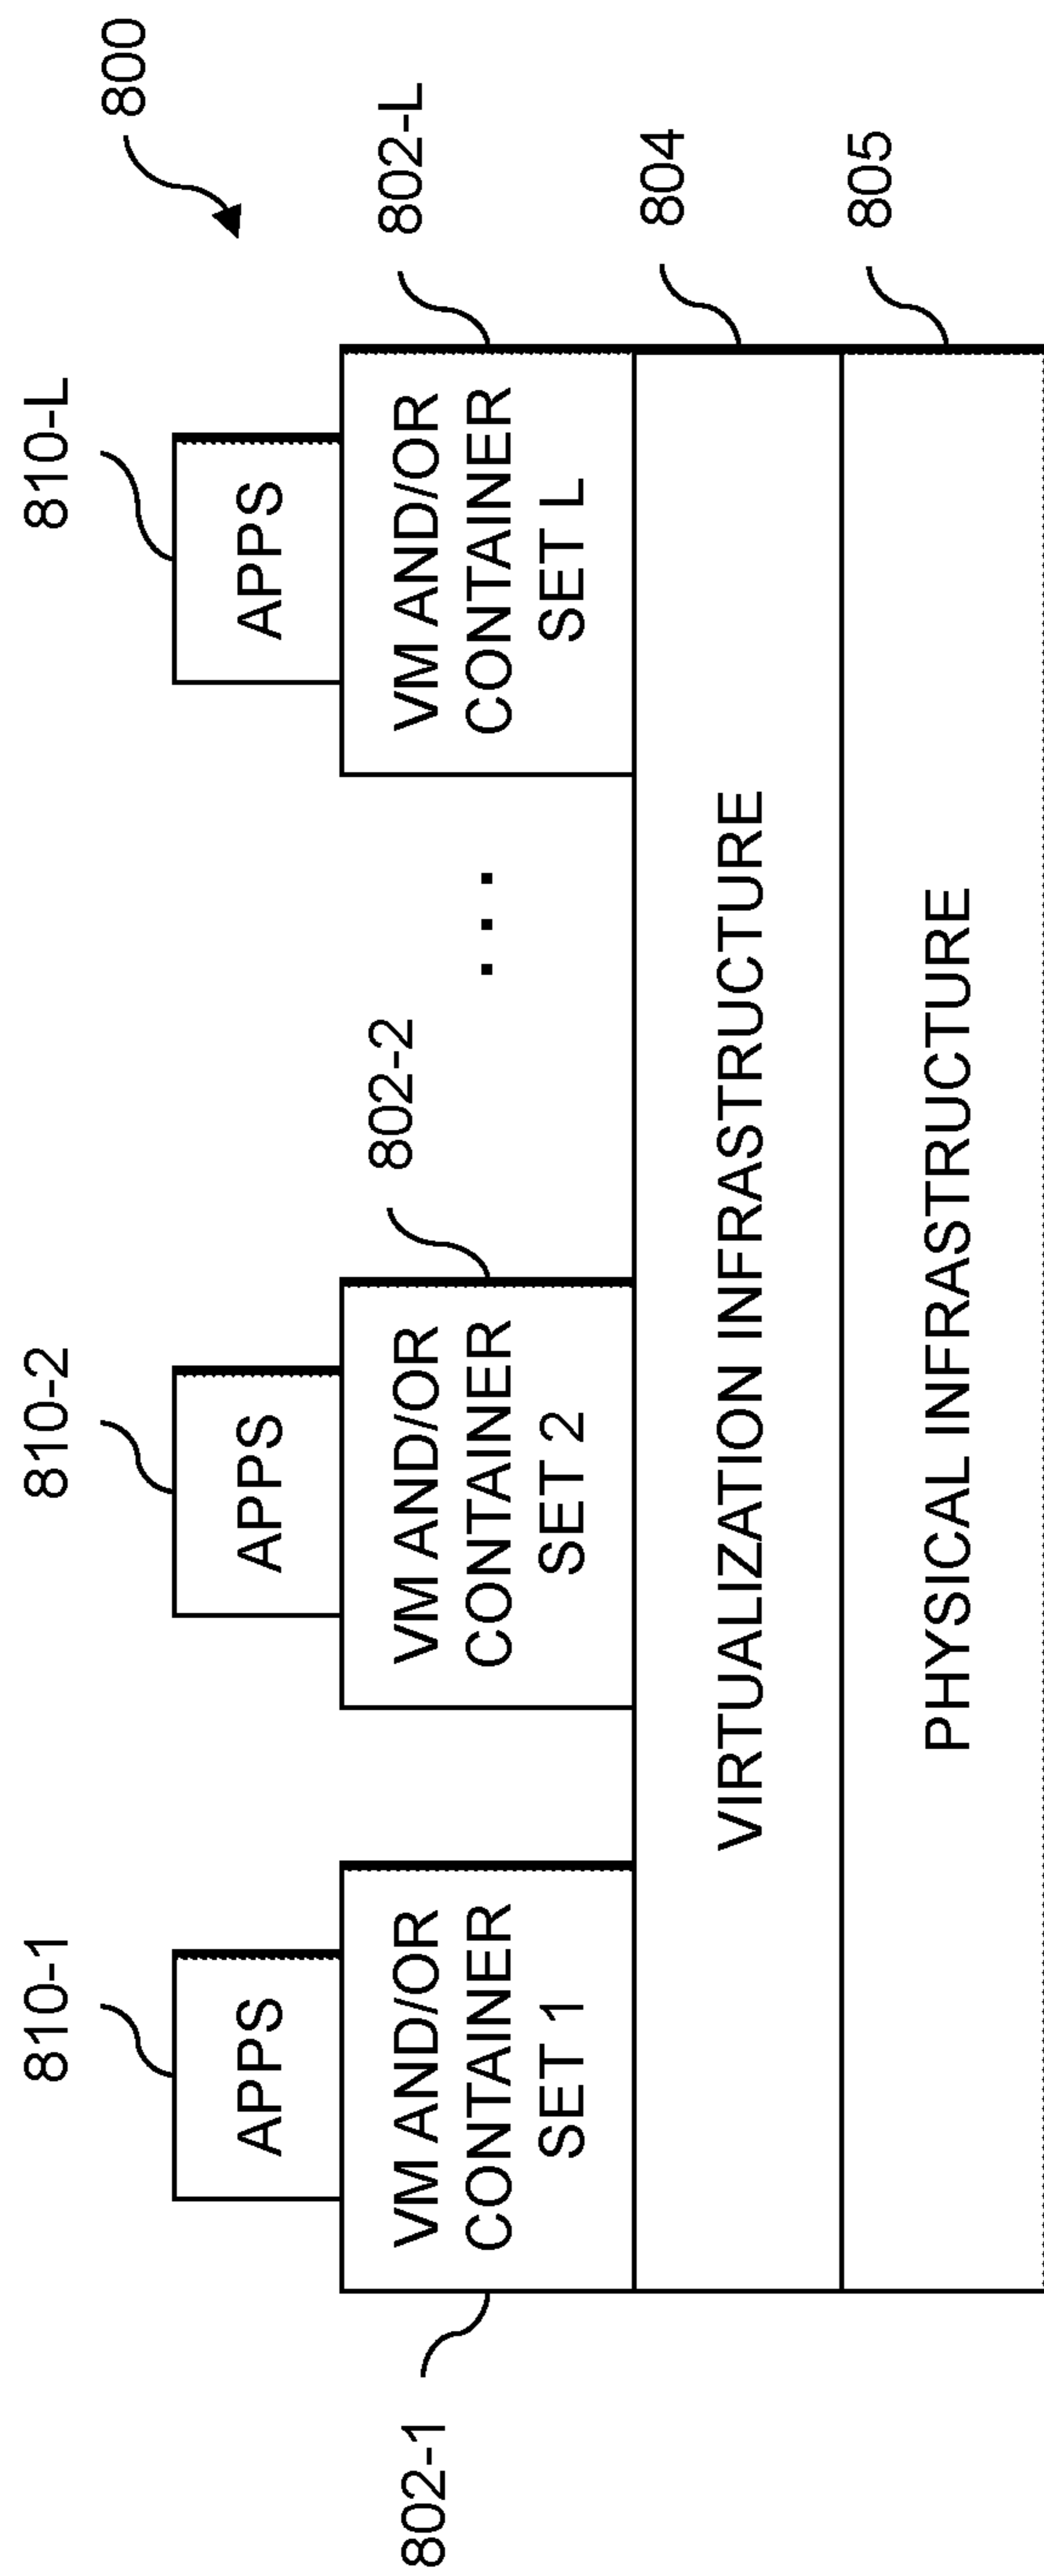 800
810-1
810-2
810-L
APPS
APPS
APPS
802-1
VM AND/OR
CONTAINER
SET 1
VM AND/OR
CONTAINER
SET 2
802-2
VM AND/OR
CONTAINER
SET L
802-L
. . .
VIRTUALIZATION INFRASTRUCTURE
804
PHYSICAL INFRASTRUCTURE
805